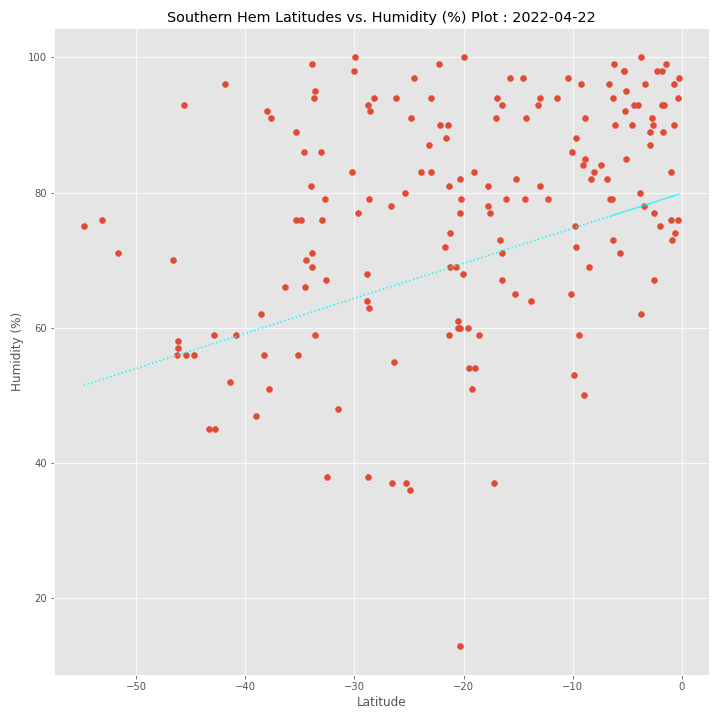 Southern Hem Latitudes vs. Humidity (%) Plot : 2022-04-22
100
80
60
40
20
Humidity (%)
−50 −40 −30 −20 −10 0
Latitude